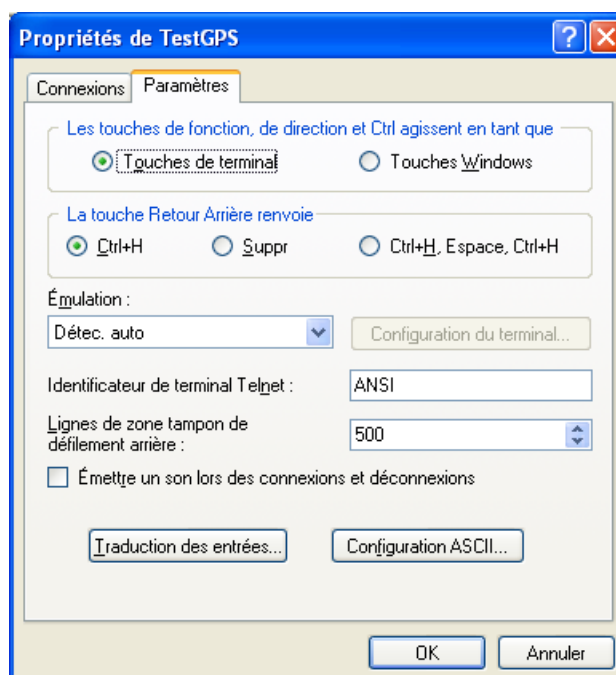 Propriétés de TestGPS
?
Connexions Paramètres
Les touches de fonction, de direction et Ctrl agissent en tant que
Touches de terminal Touches Windows
La touche Retour Arrière renvoie
Ctrl+H Suppr Ctrl+H, Espace, Ctrl+H
Émulation :
Détec. auto Configuration du terminal...
Identificateur de terminal Telnet : ANSI
Lignes de zone tampon de
défilement arrière : 500
Émettre un son lors des connexions et déconnexions
Traduction des entrées... Configuration ASCII...
OK Annuler